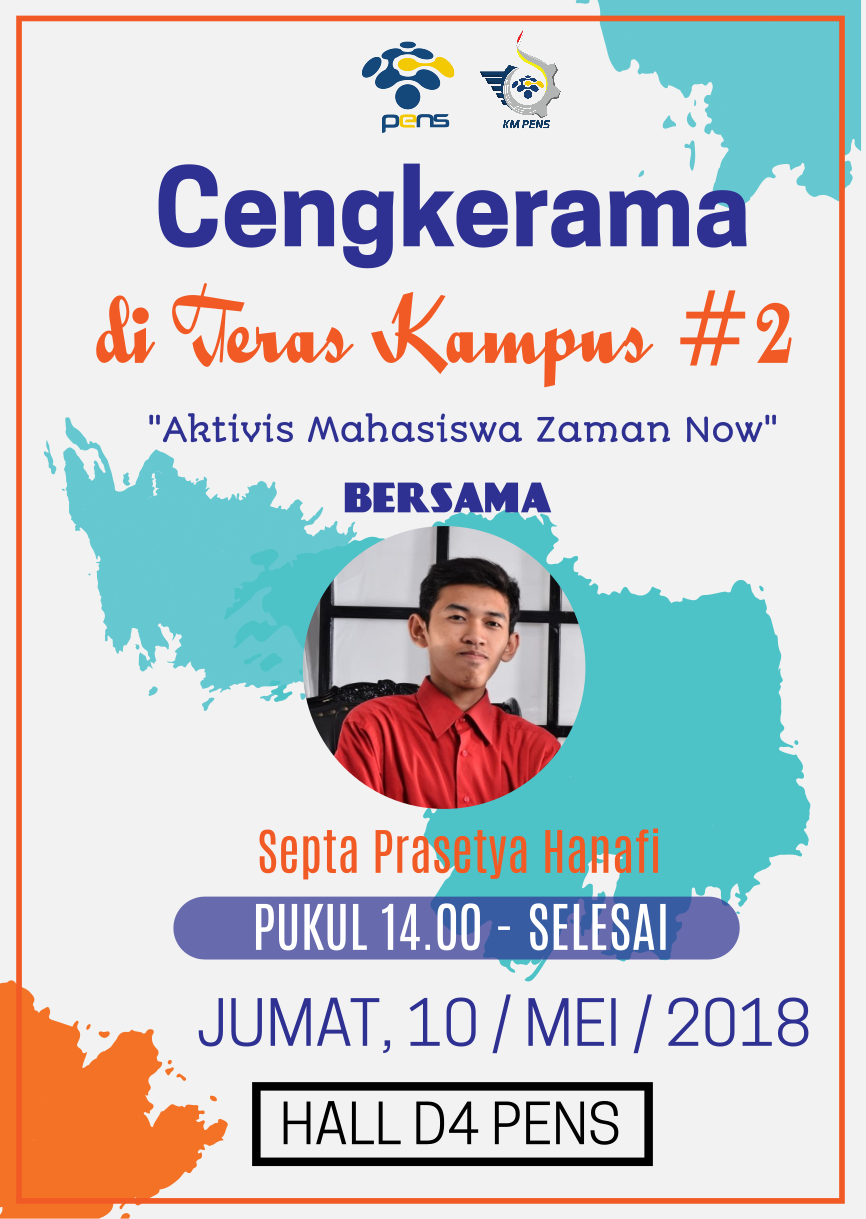 pens
KM PENS
Cengkerama
di Teras Kampus #2
"Aktivis Mahasiswa Zaman Now"
BERSAMA
Septa Prasetya Hanafi
PUKUL 14.00 - SELESAI
JUMAT, 10 / MEI / 2018
HALL D4 PENS